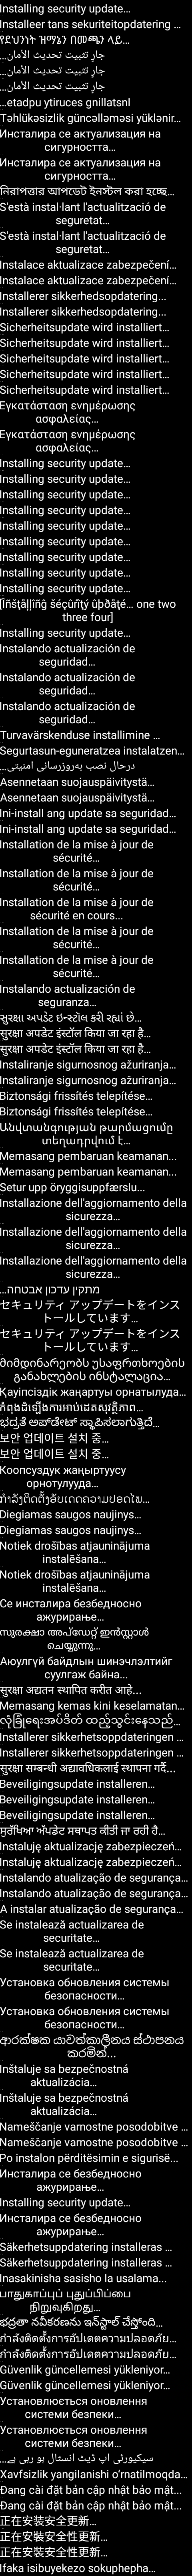 Installing security update…
Installeer tans sekuriteitopdatering …
የደህንነት ዝማኔን በመጫን ላይ…
جارٍ تثبيت تحديث الأمان…
جارٍ تثبيت تحديث الأمان…
جارٍ تثبيت تحديث الأمان…
…etadpu ytiruces gnillatsnI
Təhlükəsizlik güncəlləməsi yüklənir…
Инсталира се актуализация на
сигурността…
Инсталира се актуализация на
сигурността…
নিরাপত্তার আপডেট ইনস্টল করা হচ্ছে…
S'està instal·lant l'actualització de
seguretat…
S'està instal·lant l'actualització de
seguretat…
Instalace aktualizace zabezpečení…
Instalace aktualizace zabezpečení…
Installerer sikkerhedsopdatering…
Installerer sikkerhedsopdatering…
Sicherheitsupdate wird installiert…
Sicherheitsupdate wird installiert…
Sicherheitsupdate wird installiert…
Sicherheitsupdate wird installiert…
Sicherheitsupdate wird installiert…
Εγκατάσταση ενημέρωσης
ασφαλείας…
Εγκατάσταση ενημέρωσης
ασφαλείας…
Installing security update…
Installing security update…
Installing security update…
Installing security update…
Installing security update…
Installing security update…
Installing security update…
Installing security update…
Installing security update…
[Îñšţåļļîñĝ šéçûñţý ûþðåţé… one two
three four]
Installing security update…
Instalando actualización de
seguridad…
Instalando actualización de
seguridad…
Instalando actualización de
seguridad…
Turvavärskenduse installimine …
Segurtasun-eguneratzea instalatzen…
درحال نصب به‌روزرسانی امنیتی…
Asennetaan suojauspäivitystä…
Asennetaan suojauspäivitystä…
Ini-install ang update sa seguridad…
Ini-install ang update sa seguridad…
Installation de la mise à jour de
sécurité…
Installation de la mise à jour de
sécurité…
Installation de la mise à jour de
sécurité en cours…
Installation de la mise à jour de
sécurité…
Installation de la mise à jour de
sécurité…
Instalando actualización de
seguranza…
સુરક્ષા અપડેટ ઇન્સ્ટૉલ કરી રહ્યાં છે…
सुरक्षा अपडेट इंस्टॉल किया जा रहा है…
सुरक्षा अपडेट इंस्टॉल किया जा रहा है…
Instaliranje sigurnosnog ažuriranja…
Instaliranje sigurnosnog ažuriranja…
Biztonsági frissítés telepítése…
Biztonsági frissítés telepítése…
Անվտանգության թարմացումը
տեղադրվում է…
Memasang pembaruan keamanan…
Memasang pembaruan keamanan…
Setur upp öryggisuppfærslu…
Installazione dell'aggiornamento della
sicurezza…
Installazione dell'aggiornamento della
sicurezza…
Installazione dell'aggiornamento della
sicurezza…
מתקין עדכון אבטחה…
セキュリティ アップデートをインス
トールしています…
セキュリティ アップデートをインス
トールしています…
მიმდინარეობს უსაფრთხოების
განახლების ინსტალაცია…
Қауіпсіздік жаңартуы орнатылуда…
កំពុងដំឡើងការអាប់ដេតសុវត្ថិភាព…
ಭದ್ರತೆ ಅಪ್‌ಡೇಟ್ ಸ್ಥಾಪಿಸಲಾಗುತ್ತಿದೆ…
보안 업데이트 설치 중…
보안 업데이트 설치 중…
Коопсуздук жаңыртуусу
орнотулууда…
ກຳລັງຕິດຕັ້ງອັບເດດຄວາມປອດໄພ…
Diegiamas saugos naujinys…
Diegiamas saugos naujinys…
Notiek drošības atjauninājuma
instalēšana…
Notiek drošības atjauninājuma
instalēšana…
Се инсталира безбедносно
ажурирање…
സുരക്ഷാ അപ്ഡേറ്റ് ഇൻസ്റ്റാൾ
ചെയ്യുന്നു…
Аюулгүй байдлын шинэчлэлтийг
суулгаж байна…
सुरक्षा अद्यतन स्थापित करीत आहे…
Memasang kemas kini keselamatan…
လုံခြုံရေးအပ်ဒိတ် ထည့်သွင်းနေသည်…
Installerer sikkerhetsoppdateringen …
Installerer sikkerhetsoppdateringen …
सुरक्षा सम्बन्धी अद्यावधिकलाई स्थापना गर्दै…
Beveiligingsupdate installeren…
Beveiligingsupdate installeren…
Beveiligingsupdate installeren…
ਸੁਰੱਖਿਆ ਅੱਪਡੇਟ ਸਥਾਪਤ ਕੀਤੀ ਜਾ ਰਹੀ ਹੈ…
Instaluję aktualizację zabezpieczeń…
Instaluję aktualizację zabezpieczeń…
Instalando atualização de segurança…
Instalando atualização de segurança…
A instalar atualização de segurança…
Se instalează actualizarea de
securitate…
Se instalează actualizarea de
securitate…
Установка обновления системы
безопасности…
Установка обновления системы
безопасности…
ආරක්ෂක යාවත්කාලීනය ස්ථාපනය
කරමින්…
Inštaluje sa bezpečnostná
aktualizácia…
Inštaluje sa bezpečnostná
aktualizácia…
Nameščanje varnostne posodobitve …
Nameščanje varnostne posodobitve …
Po instalon përditësimin e sigurisë…
Инсталира се безбедносно
ажурирање…
Installing security update…
Инсталира се безбедносно
ажурирање…
Säkerhetsuppdatering installeras …
Säkerhetsuppdatering installeras …
Inasakinisha sasisho la usalama…
பாதுகாப்புப் புதுப்பிப்பை
நிறுவுகிறது…
భద్రతా నవీకరణను ఇన్‌స్టాల్ చేస్తోంది…
กำลังติดตั้งการอัปเดตความปลอดภัย…
กำลังติดตั้งการอัปเดตความปลอดภัย…
Güvenlik güncellemesi yükleniyor…
Güvenlik güncellemesi yükleniyor…
Установлюється оновлення
системи безпеки…
Установлюється оновлення
системи безпеки…
سیکیورٹی اپ ڈیٹ انسٹال ہو رہی ہے…
Xavfsizlik yangilanishi o‘rnatilmoqda…
Đang cài đặt bản cập nhật bảo mật…
Đang cài đặt bản cập nhật bảo mật…
正在安裝安全更新…
正在安裝安全性更新…
正在安裝安全性更新…
正在安裝安全更新…
Ifaka isibuyekezo sokuphepha…